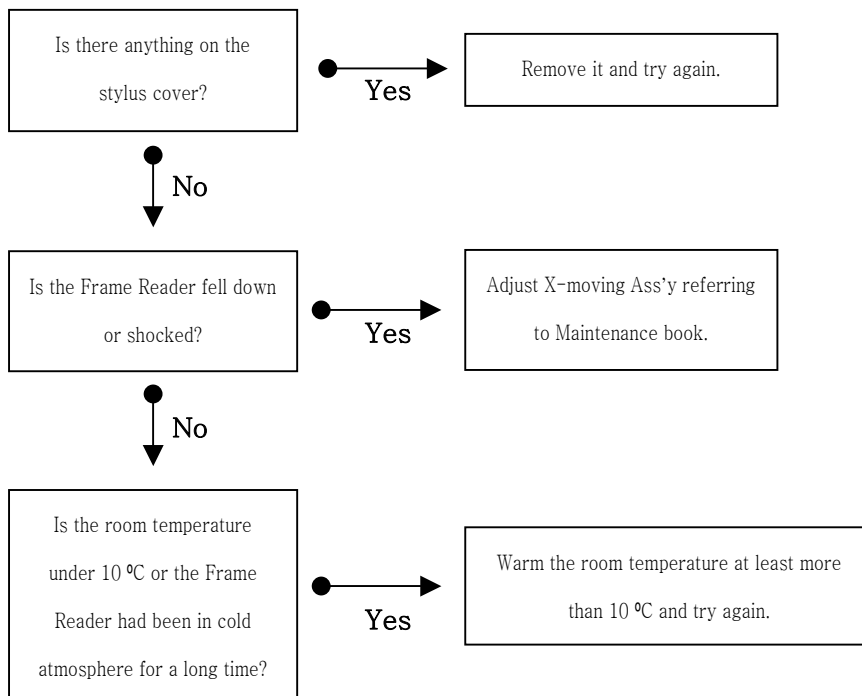 Is there anything on the
stylus cover?
Yes
Remove it and try again.
No
Is the Frame Reader fell down
or shocked?
Yes
Adjust X-moving Ass’y referring
to Maintenance book.
No
Is the room temperature
under 10 ⁰C or the Frame
Reader had been in cold
atmosphere for a long time?
Yes
Warm the room temperature at least more
than 10 ⁰C and try again.